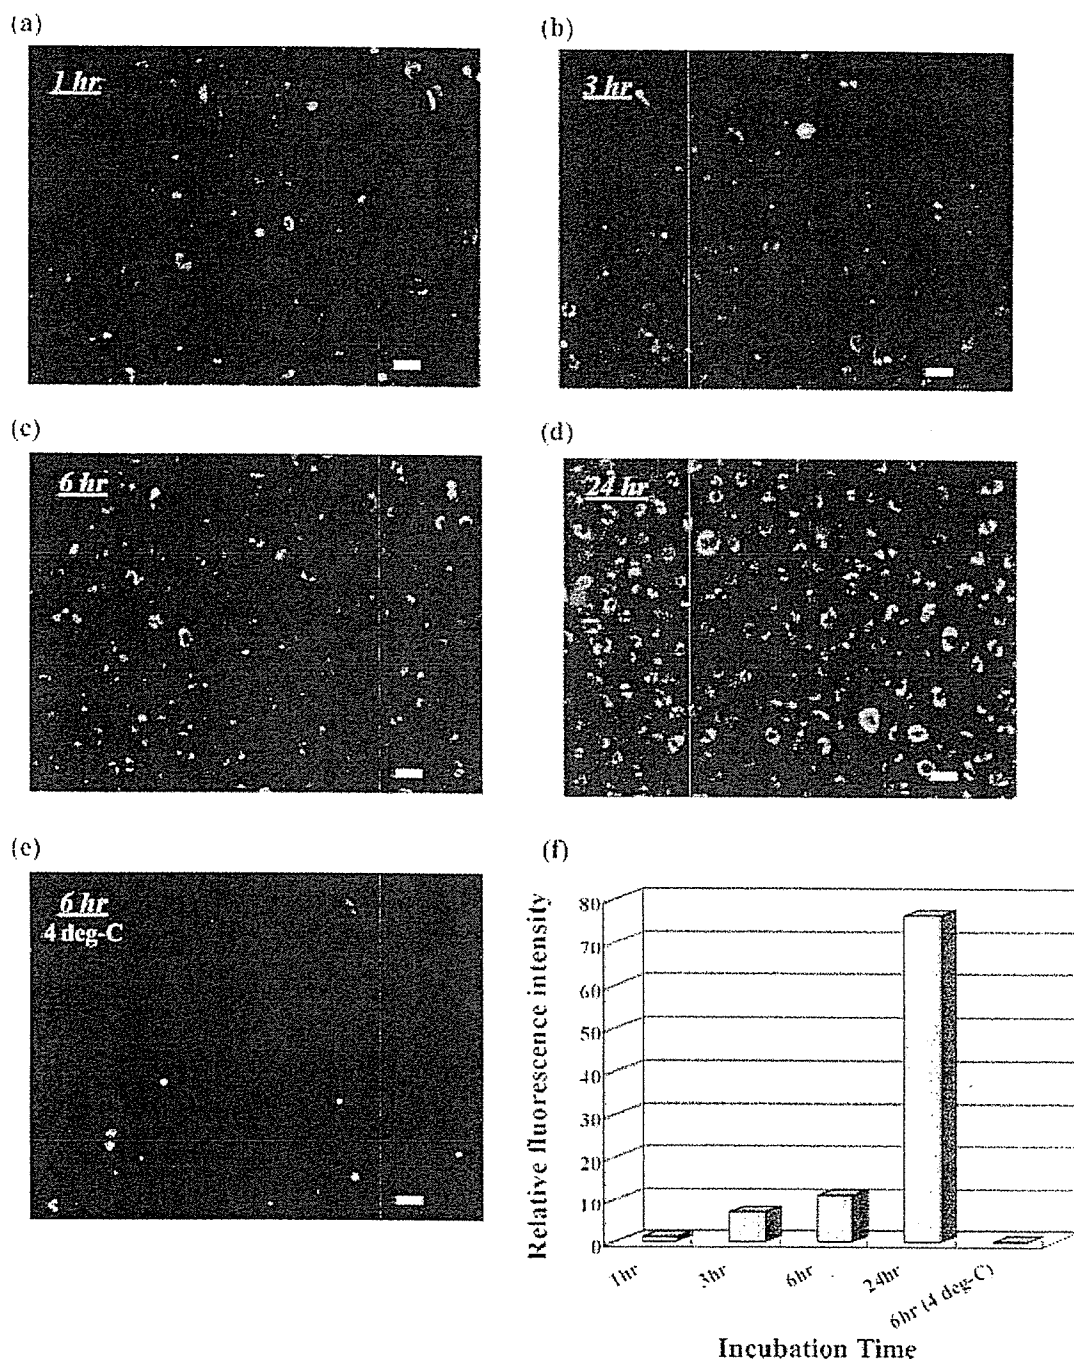 (a)
1 hr
(b)
3 hr
(c)
6 hr
(d)
24 hr
(e)
6 hr
4 deg-C
(f)
Relative fluorescence intensity
80
70
60
50
40
30
20
10
0
1hr
3hr
6hr
24hr
6hr (4 deg-C)
Incubation Time